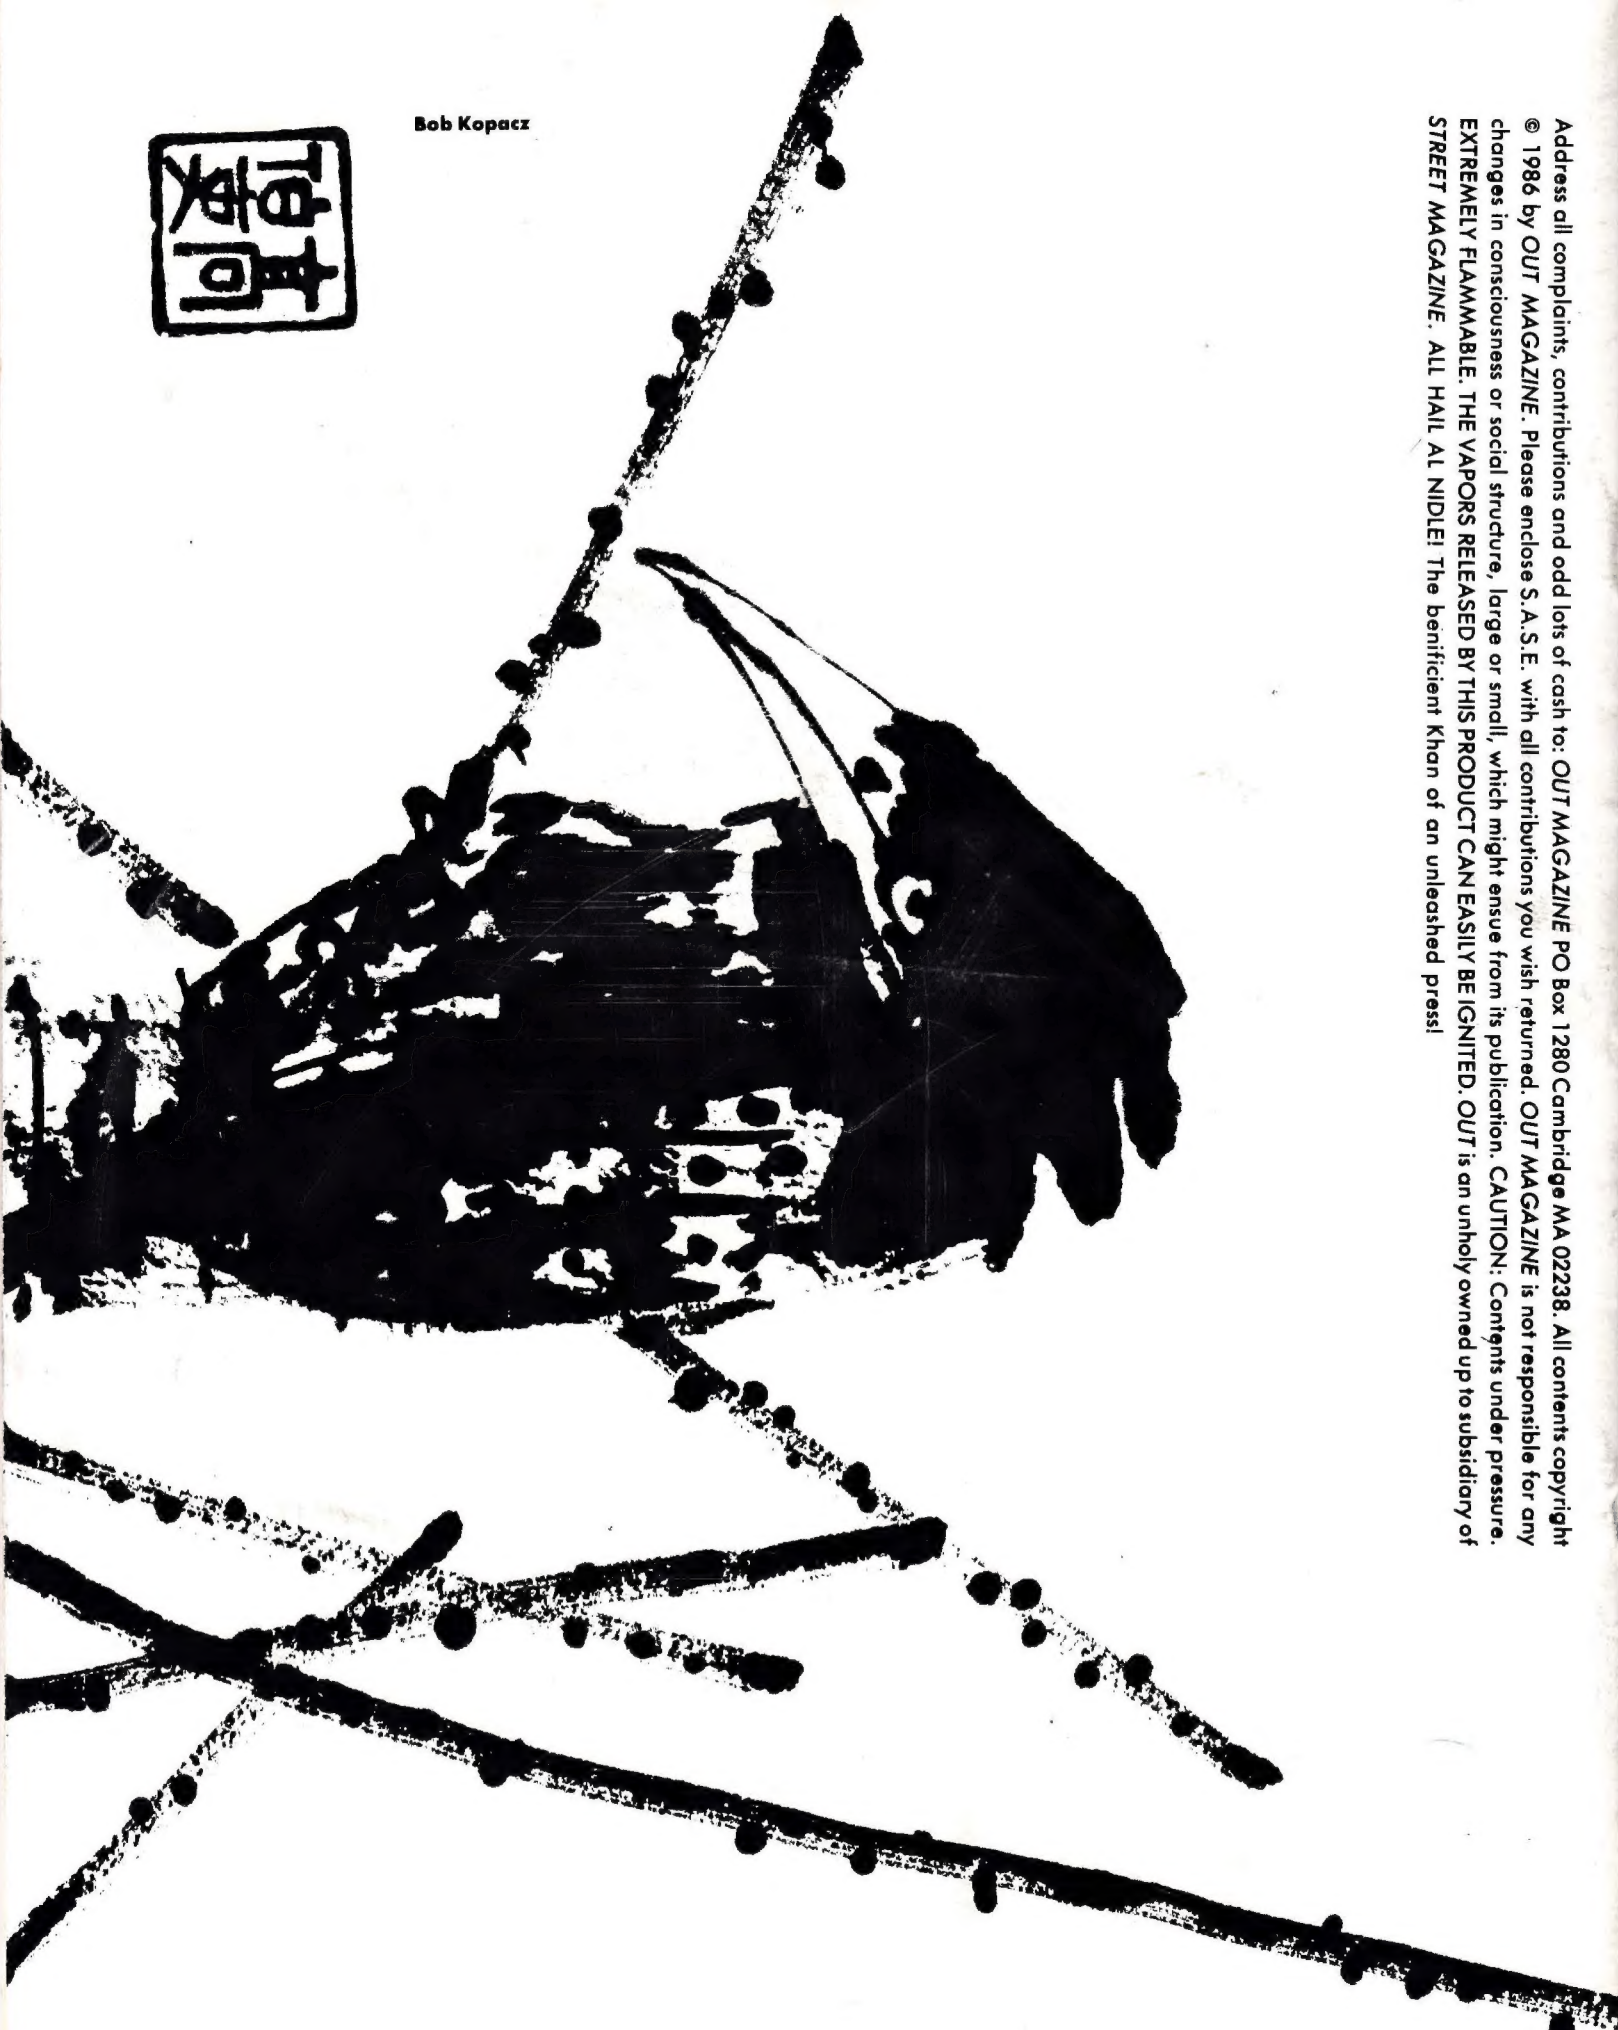 Address all complaints, contributions and odd lots of cash to: OUT MAGAZINE PO Box 1280 Cambridge MA 02238. All contents copyright
© 1986 by OUT MAGAZINE. Please enclose S.A.S.E. with all contributions you wish returned. OUT MAGAZINE is not responsible for any
changes in consciousness or social structure, large or small, which might ensue from its publication. CAUTION: Contents under pressure.
EXTREMELY FLAMMABLE. THE VAPORS RELEASED BY THIS PRODUCT CAN EASILY BE IGNITED. OUT is an unholy owned up to subsidiary of
STREET MAGAZINE. ALL HAIL AL NIDLE! The benificient Khan of an unleashed press!
Bob Kopacz